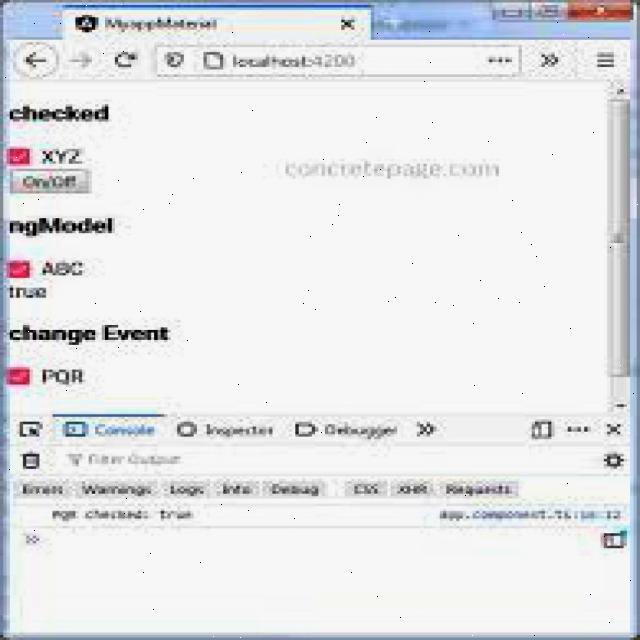 MyappMaterial
localhost:4200
checked
XYZ
On/Off
concretepage.com
ngModel
ABC
true
change Event
PQR
Console Inspector Debugger
Filter Output
Errors Warnings Logs Info Debug CSS XHR Requests
PQR checked: true app.component.ts: